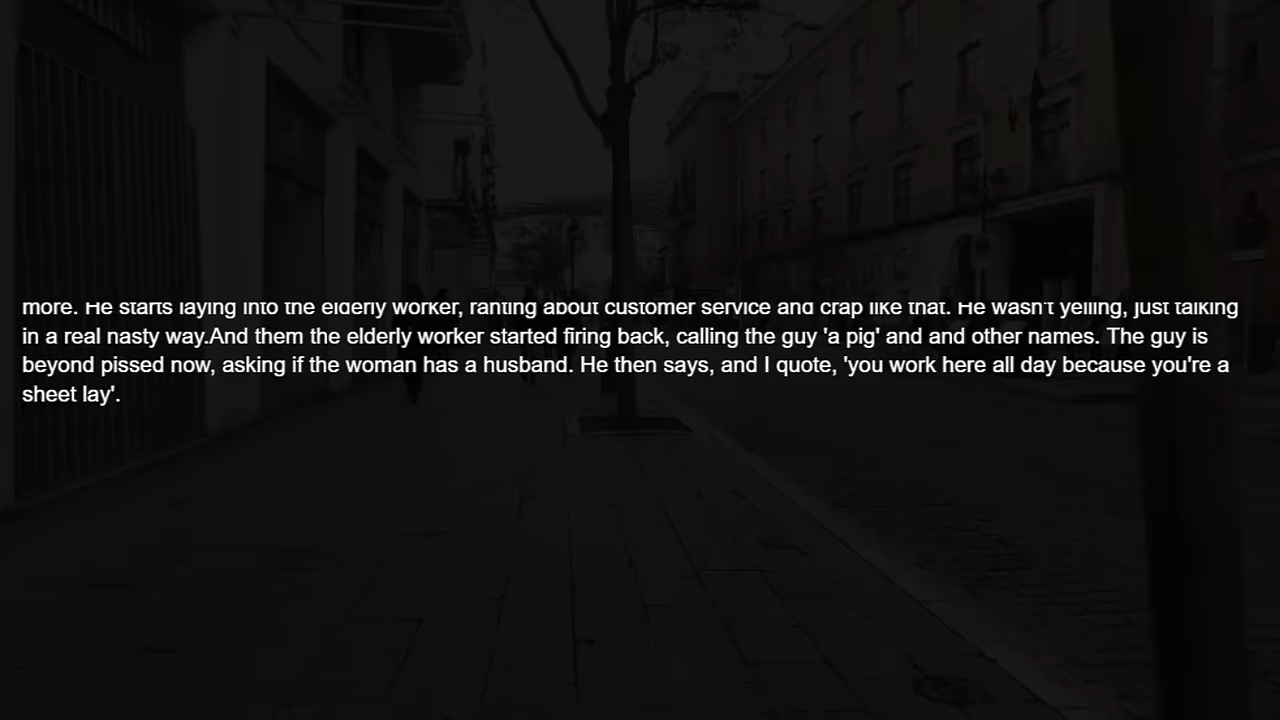 more. He starts laying into the elderly worker, ranting about customer service and crap like that. He wasn't yelling, just talking
in a real nasty way.And them the elderly worker started firing back, calling the guy 'a pig' and and other names. The guy is
beyond pissed now, asking if the woman has a husband. He then says, and I quote, 'you work here all day because you're a
sheet lay'.